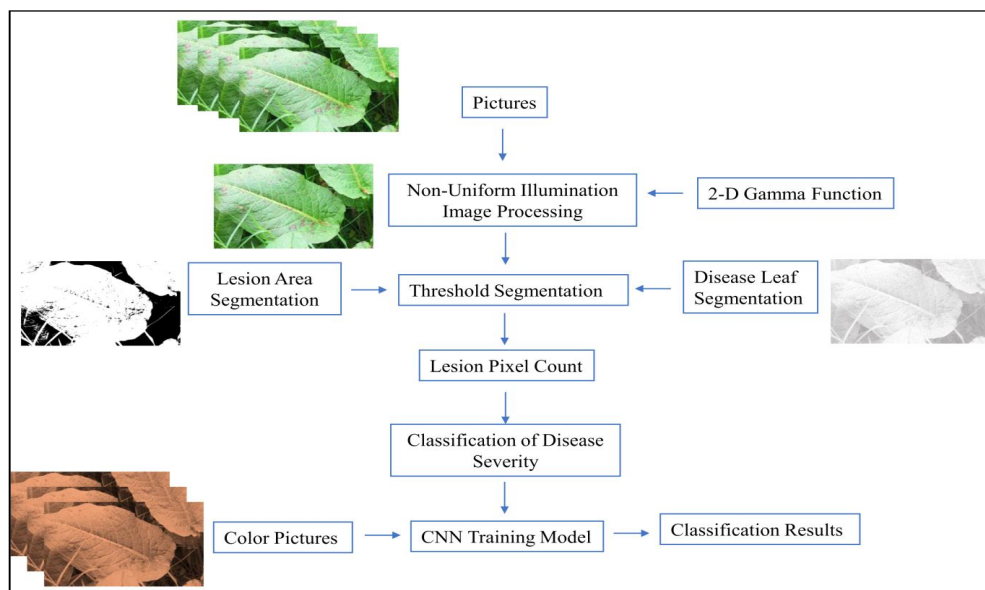 Pictures
Non-Uniform Illumination
Image Processing
2-D Gamma Function
Lesion Area
Segmentation
Threshold Segmentation
Disease Leaf
Segmentation
Lesion Pixel Count
Classification of Disease
Severity
Color Pictures
CNN Training Model
Classification Results